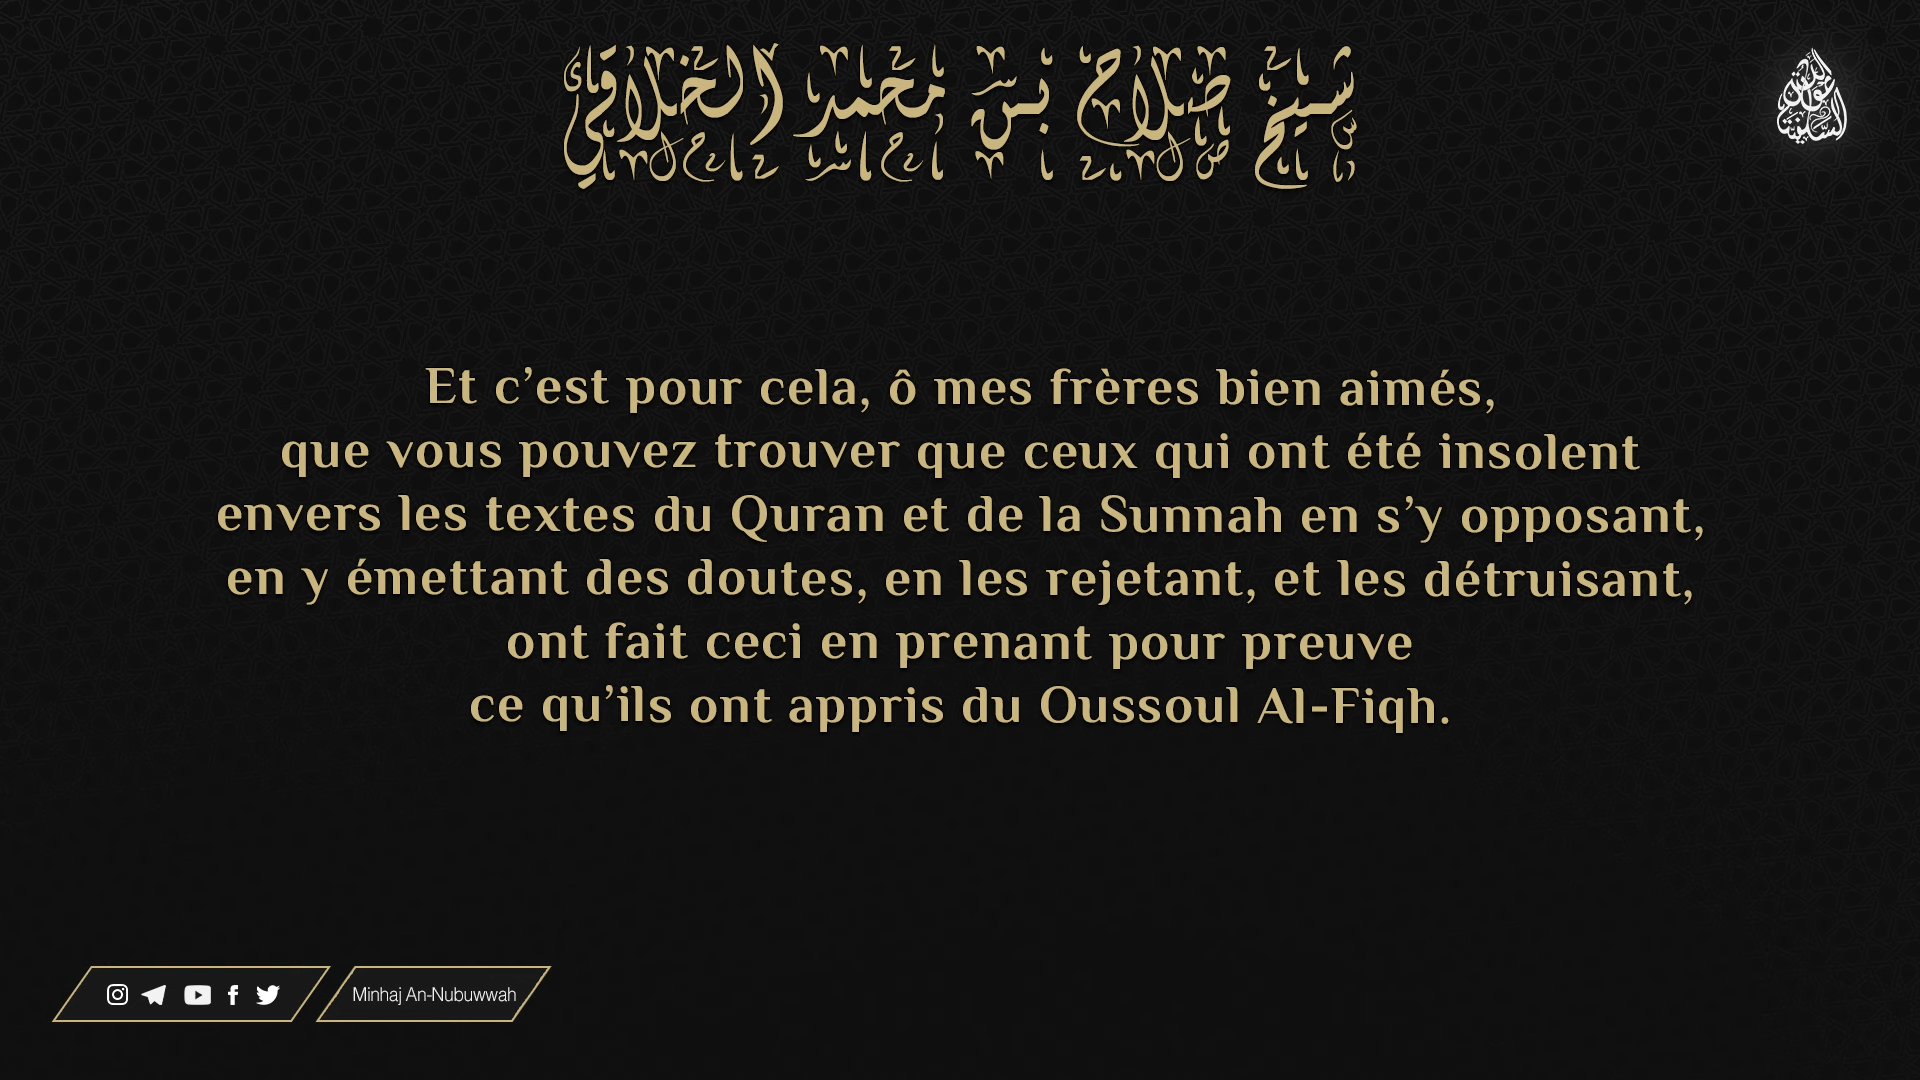 شيخ صلاح بن محمد الخلاقي
Et c’est pour cela, ô mes frères bien aimés,
que vous pouvez trouver que ceux qui ont été insolent
envers les textes du Quran et de la Sunnah en s’y opposant,
en y émettant des doutes, en les rejetant, et les détruisant,
ont fait ceci en prenant pour preuve
ce qu’ils ont appris du Oussoul Al-Fiqh.
Minhaj An-Nubuwwah